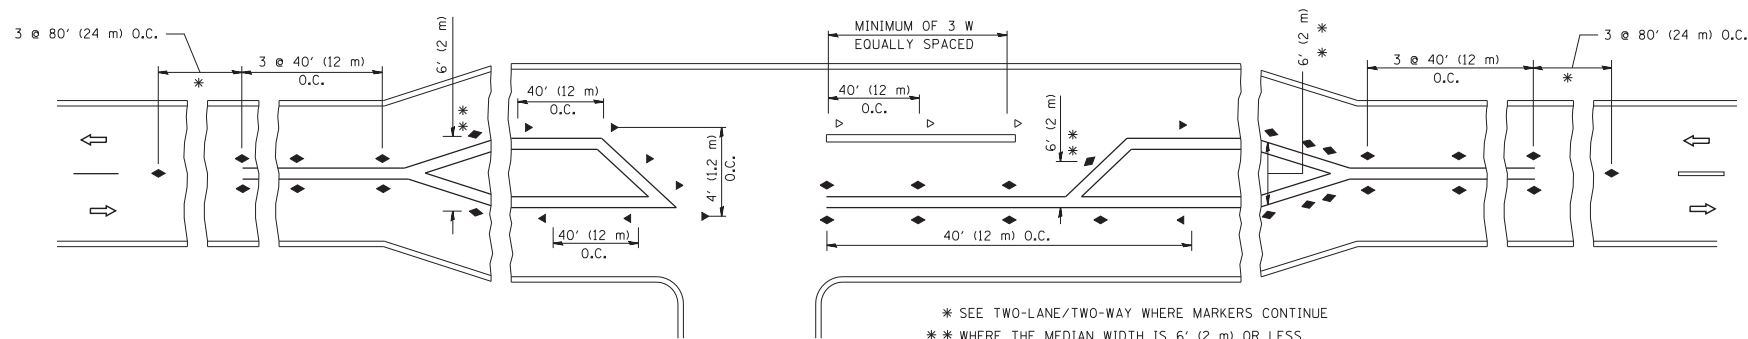 3 @ 80' (24 m) O.C.
*
3 @ 40' (12 m)
O.C.
6' (2 m)
* *
40' (12 m)
O.C.
4' (1.2 m)
O.C.
40' (12 m)
O.C.
MINIMUM OF 3 W
EQUALLY SPACED
40' (12 m)
O.C.
6' (2 m)
* *
40' (12 m) O.C.
6' (2 m) * *
3 @ 40' (12 m)
O.C.
*
3 @ 80' (24 m) O.C.
* SEE TWO-LANE/TWO-WAY WHERE MARKERS CONTINUE
* * WHERE THE MEDIAN WIDTH IS 6' (2 m) OR LESS